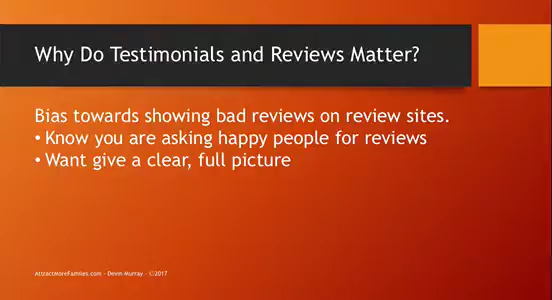 Why Do Testimonials and Reviews Matter?
Bias towards showing bad reviews on review sites.
• Know you are asking happy people for reviews
• Want give a clear, full picture
AttractMoreFamilies.com - Devin Murray - ©2017